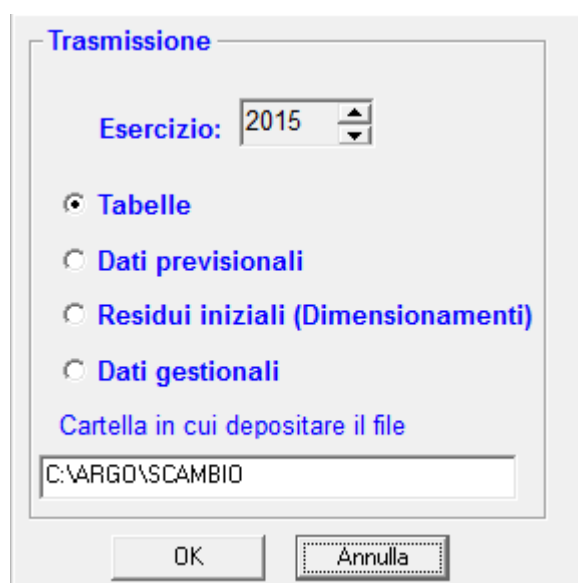 Trasmissione
Esercizio: 2015
Tabelle
Dati previsionali
Residui iniziali (Dimensionamenti)
Dati gestionali
Cartella in cui depositare il file
C:\ARGO\SCAMBIO
OK Annulla